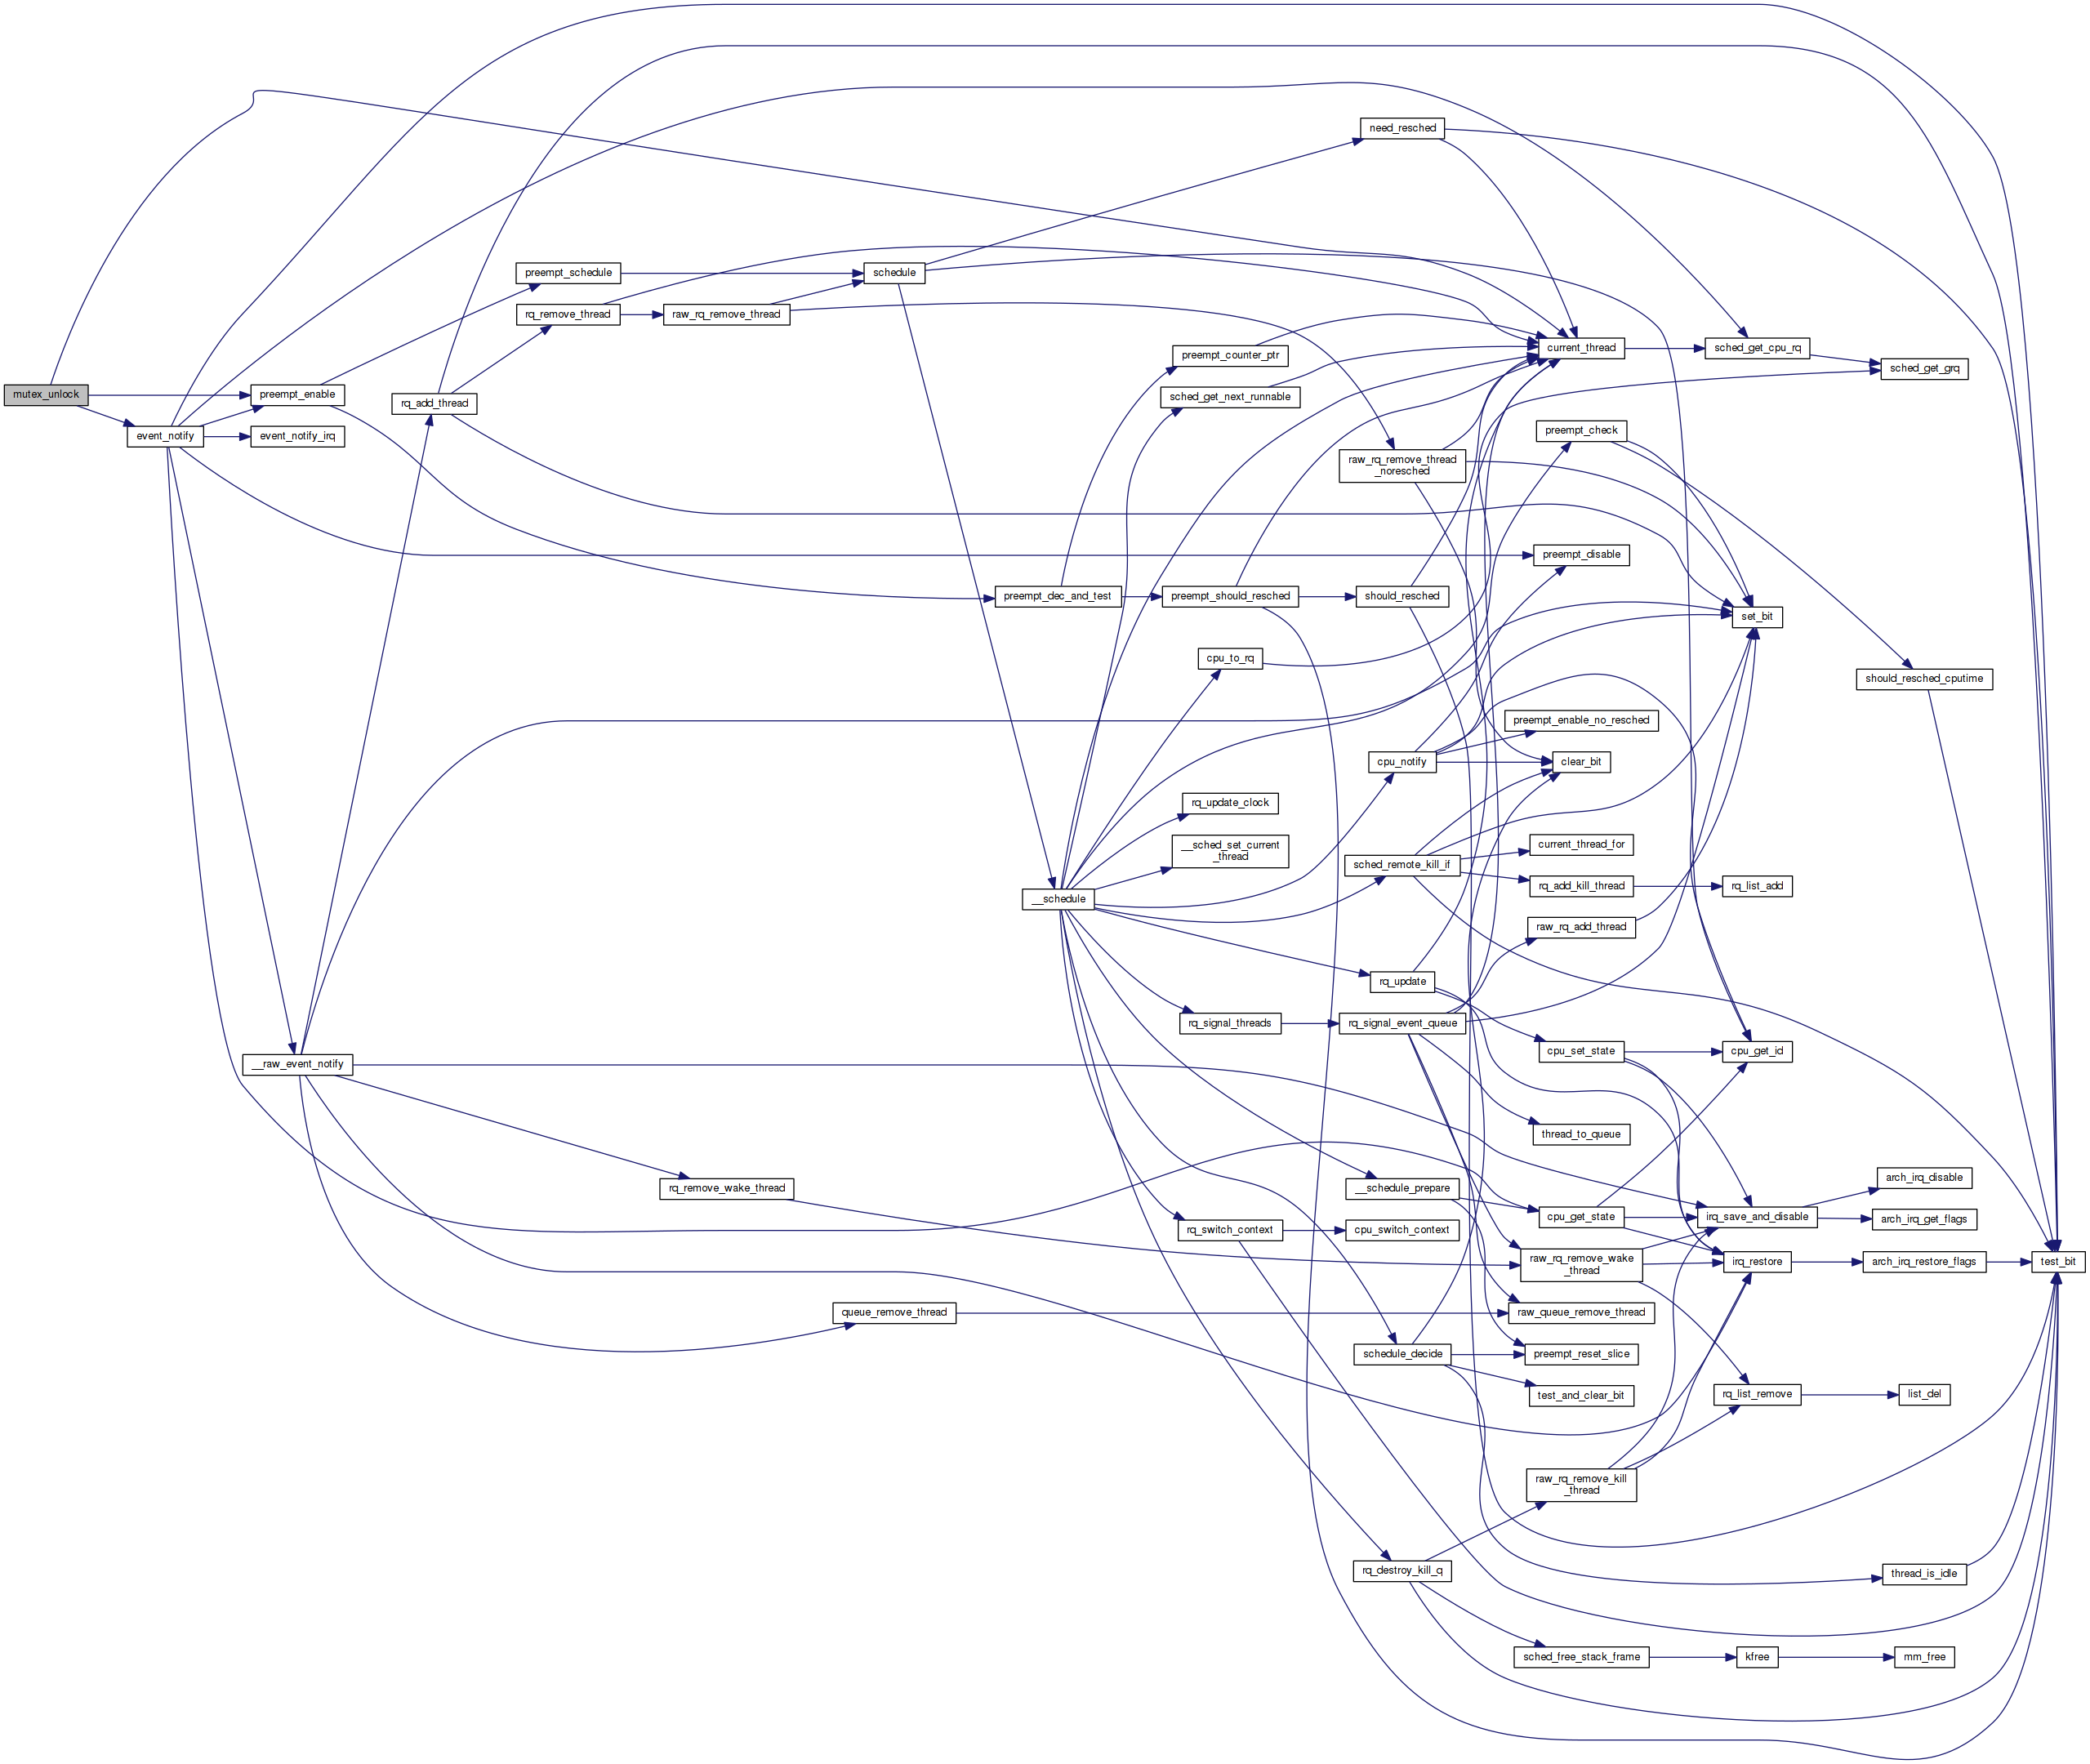 need_resched
preempt_schedule
schedule
rq_remove_thread
raw_rq_remove_thread
preempt_counter_ptr
current_thread
sched_get_cpu_rq
sched_get_grq
mutex_unlock
preempt_enable
rq_add_thread
sched_get_next_runnable
event_notify
event_notify_irq
preempt_check
raw_rq_remove_thread
_noresched
preempt_disable
preempt_dec_and_test
preempt_should_resched
should_resched
set_bit
cpu_to_rq
should_resched_cputime
preempt_enable_no_resched
cpu_notify
clear_bit
rq_update_clock
__sched_set_current
_thread
current_thread_for
sched_remote_kill_if
rq_add_kill_thread
rq_list_add
__schedule
raw_rq_add_thread
rq_update
rq_signal_threads
rq_signal_event_queue
cpu_set_state
cpu_get_id
__raw_event_notify
thread_to_queue
rq_remove_wake_thread
__schedule_prepare
arch_irq_disable
cpu_get_state
irq_save_and_disable
arch_irq_get_flags
rq_switch_context
cpu_switch_context
raw_rq_remove_wake
_thread
irq_restore
arch_irq_restore_flags
test_bit
queue_remove_thread
raw_queue_remove_thread
schedule_decide
preempt_reset_slice
test_and_clear_bit
rq_list_remove
list_del
raw_rq_remove_kill
_thread
rq_destroy_kill_q
thread_is_idle
sched_free_stack_frame
kfree
mm_free